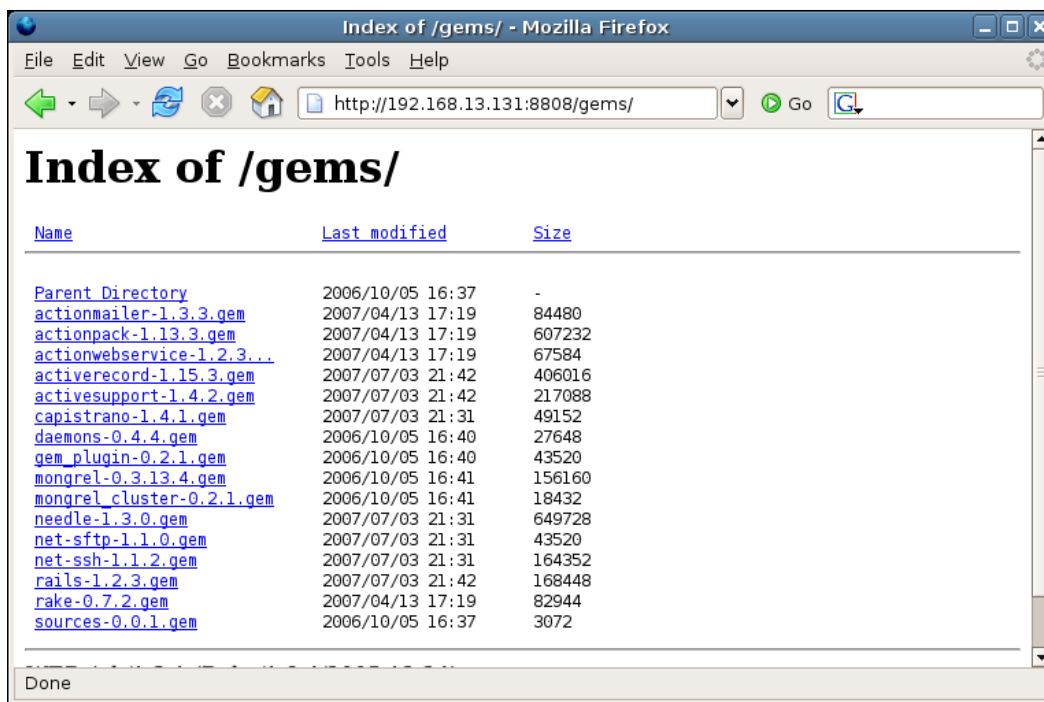 Index of /gems/ - Mozilla Firefox
File Edit View Go Bookmarks Tools Help
http://192.168.13.131:8808/gems/ Go G
Index of /gems/
Name Last modified Size
Parent Directory 2006/10/05 16:37 -
actionmailer-1.3.3.gem 2007/04/13 17:19 84480
actionpack-1.13.3.gem 2007/04/13 17:19 607232
actionwebservice-1.2.3... 2007/04/13 17:19 67584
activerecord-1.15.3.gem 2007/07/03 21:42 406016
activesupport-1.4.2.gem 2007/07/03 21:42 217088
capistrano-1.4.1.gem 2007/07/03 21:31 49152
daemons-0.4.4.gem 2006/10/05 16:40 27648
gem_plugin-0.2.1.gem 2006/10/05 16:40 43520
mongrel-0.3.13.4.gem 2006/10/05 16:41 156160
mongrel_cluster-0.2.1.gem 2006/10/05 16:41 18432
needle-1.3.0.gem 2007/07/03 21:31 649728
net-sftp-1.1.0.gem 2007/07/03 21:31 43520
net-ssh-1.1.2.gem 2007/07/03 21:31 164352
rails-1.2.3.gem 2007/07/03 21:42 168448
rake-0.7.2.gem 2007/04/13 17:19 82944
sources-0.0.1.gem 2006/10/05 16:37 3072
Done